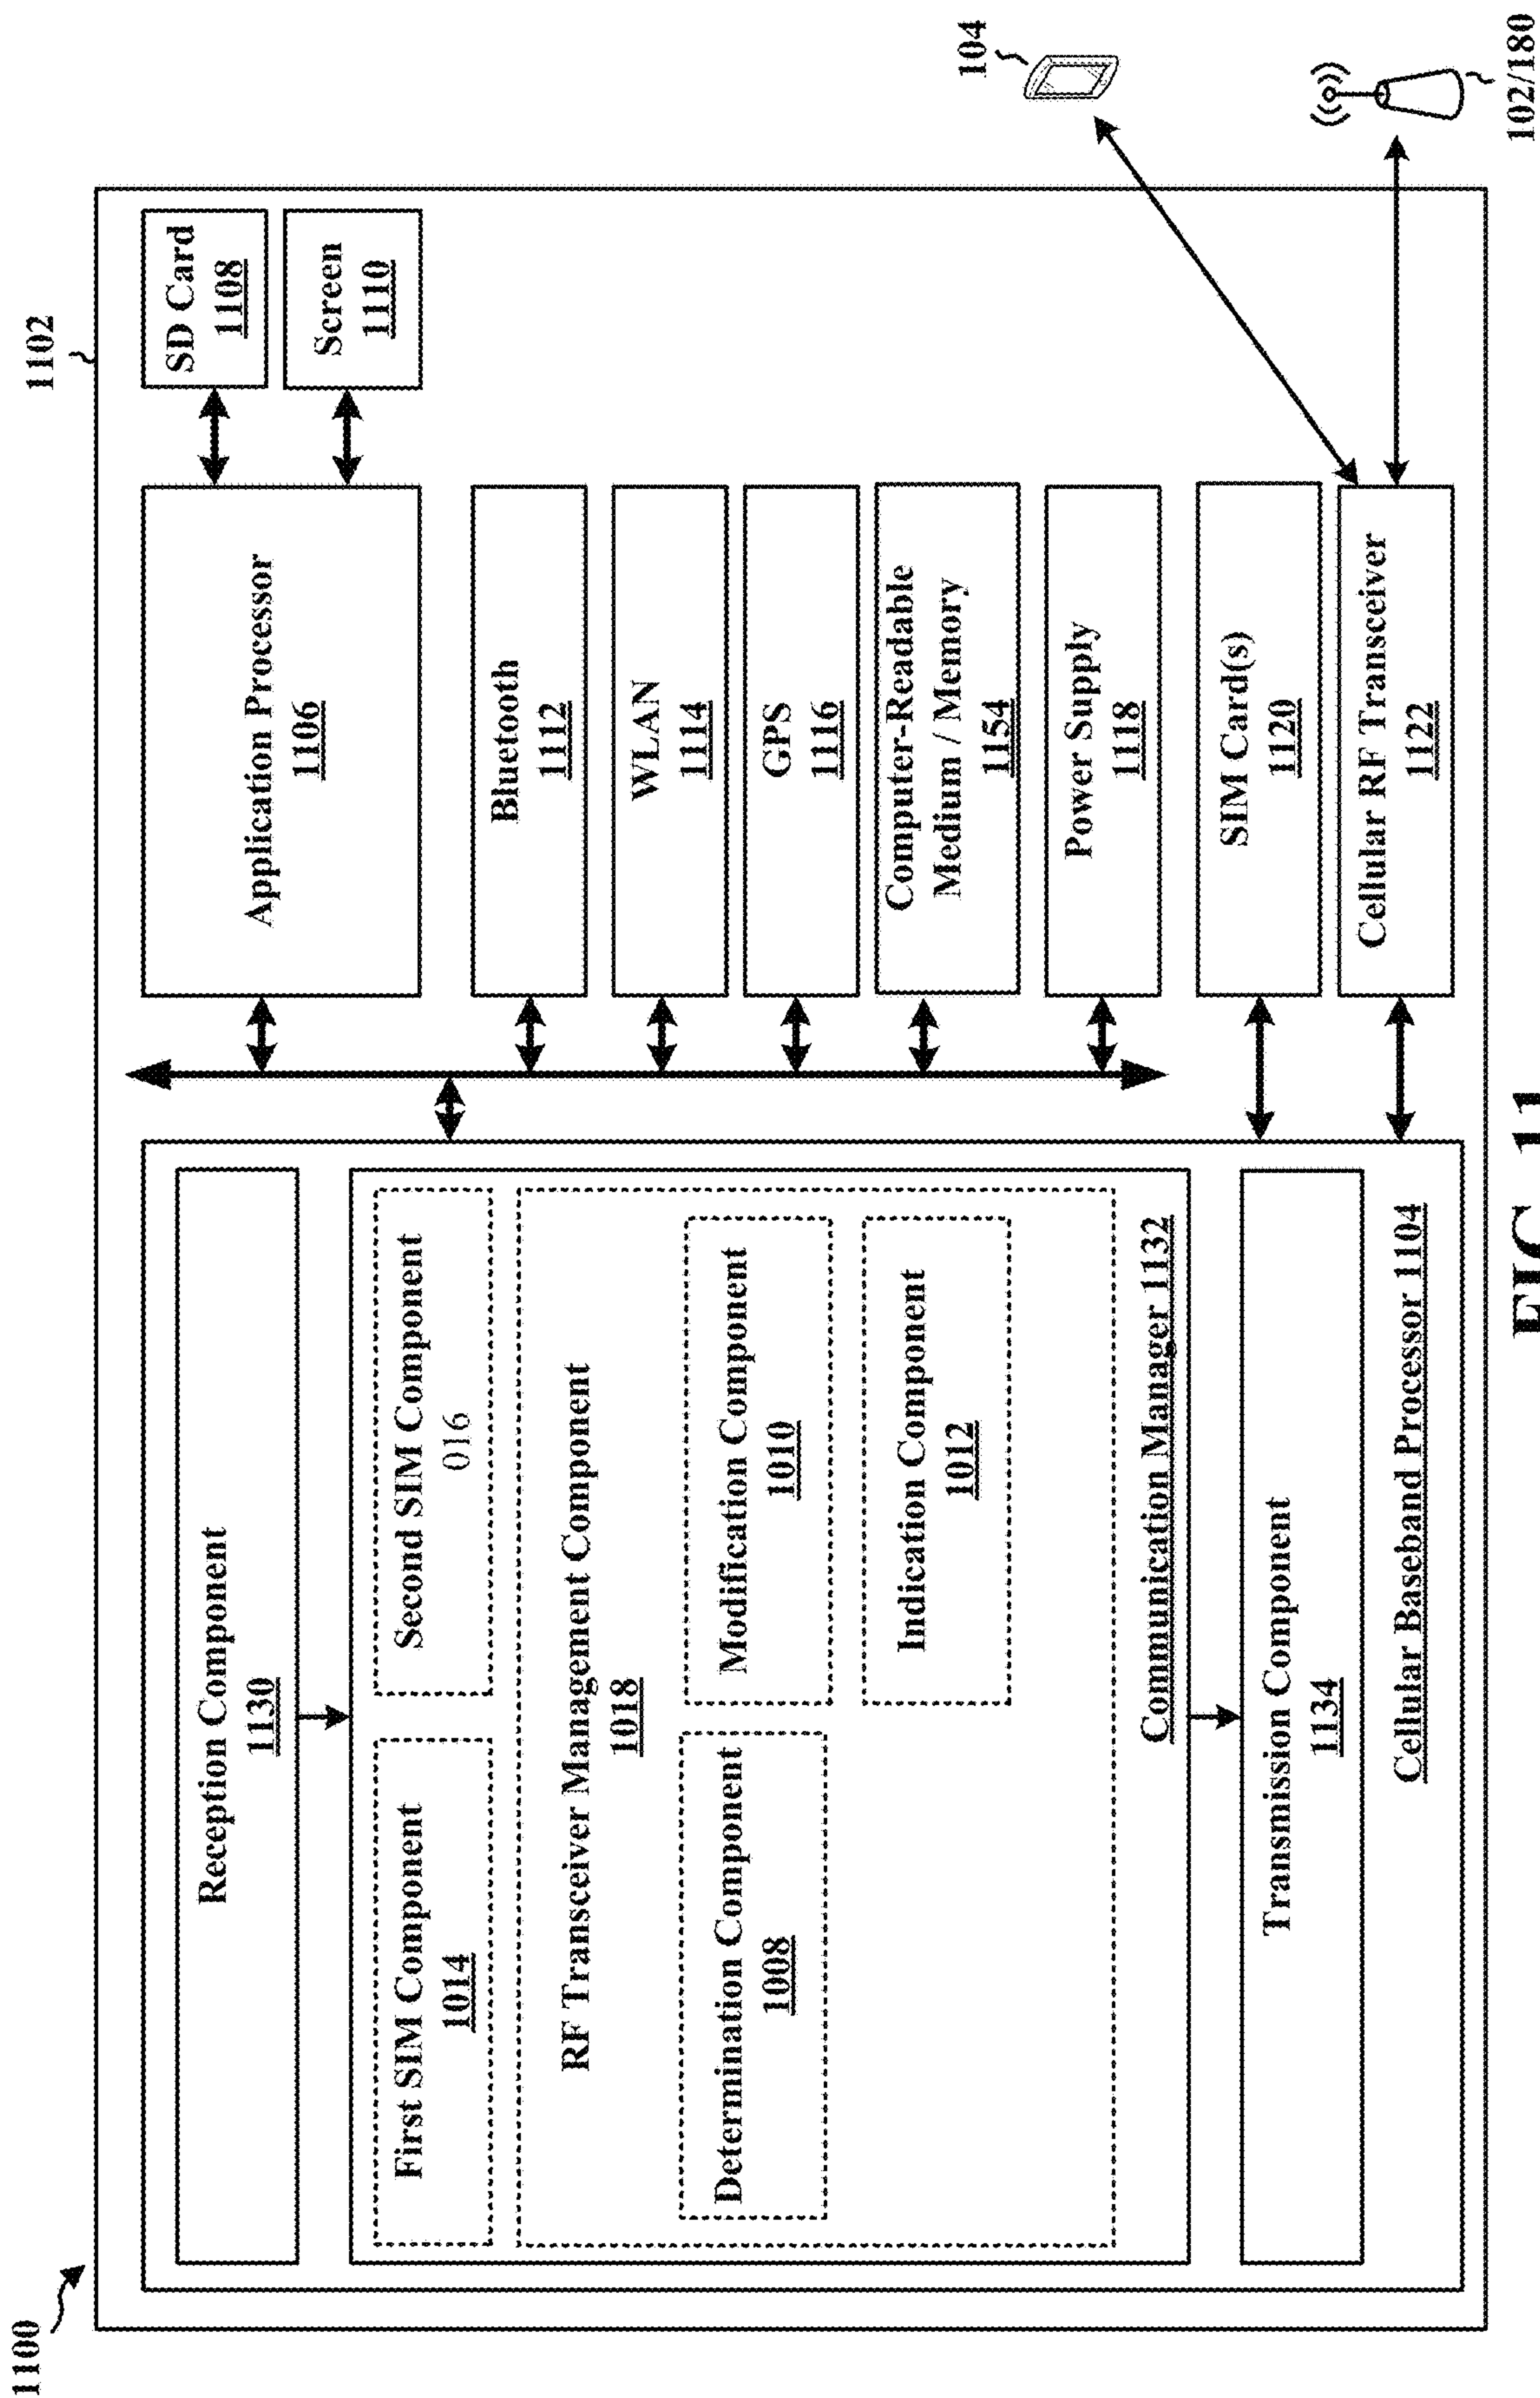 1100
1102
Reception Component
1130
First SIM Component
1014
Second SIM Component
016
RF Transceiver Management Component
1018
Determination Component
1008
Modification Component
1010
Indication Component
1012
Communication Manager 1132
Transmission Component
1134
Cellular Baseband Processor 1104
Application Processor
1106
SD Card
1108
Screen
1110
Bluetooth
1112
WLAN
1114
GPS
1116
Computer-Readable
Medium / Memory
1154
Power Supply
1118
SIM Card(s)
1120
Cellular RF Transceiver
1122
104
102/180
FIG. 11